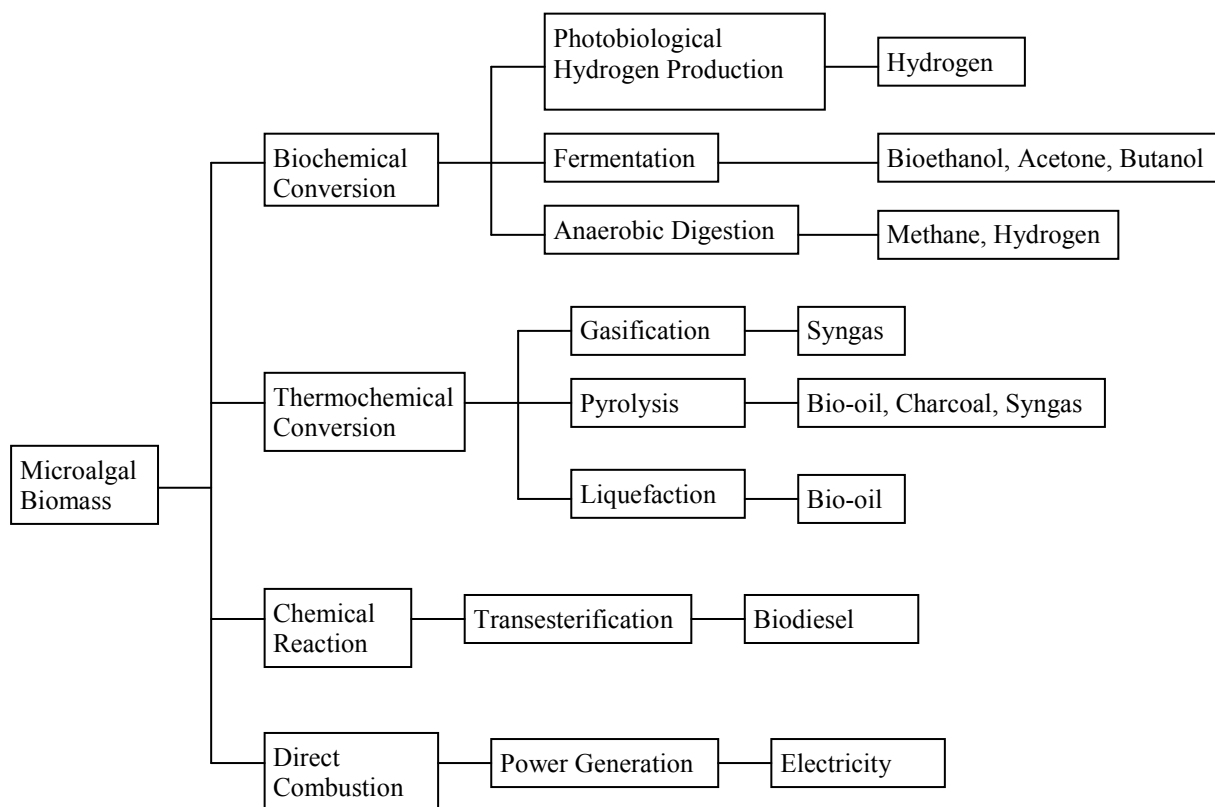 Photobiological
Hydrogen Production
Hydrogen
Biochemical
Conversion
Fermentation
Bioethanol, Acetone, Butanol
Anaerobic Digestion
Methane, Hydrogen
Gasification
Syngas
Thermochemical
Conversion
Pyrolysis
Bio-oil, Charcoal, Syngas
Microalgal
Biomass
Liquefaction
Bio-oil
Chemical
Reaction
Transesterification
Biodiesel
Direct
Combustion
Power Generation
Electricity